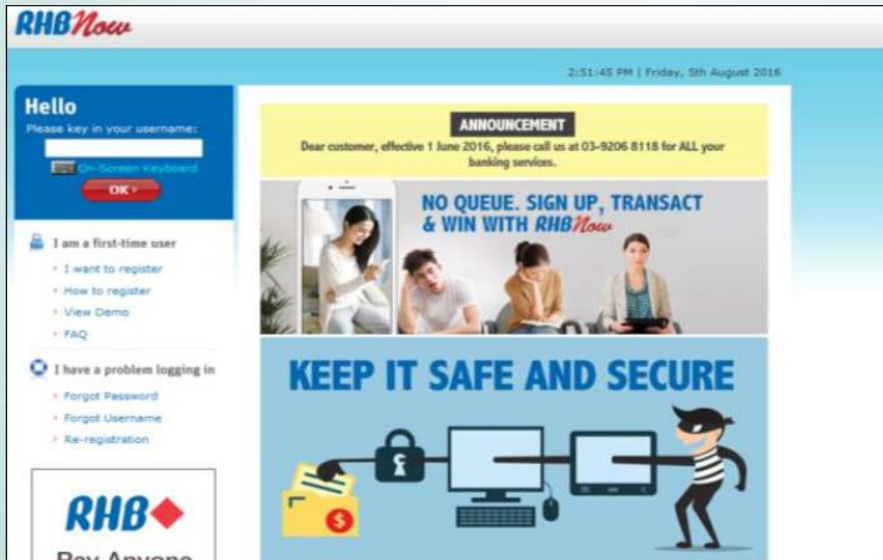 RHBNow
2:51:45 PM | Friday, 5th August 2016
Hello
Please key in your username:
On-Screen Keyboard
OK
I am a first-time user
I want to register
How to register
View Demo
FAQ
I have a problem logging in
Forgot Password
Forgot Username
Re-registration
RHB
Pay Anyone
ANNOUNCEMENT
Dear customer, effective 1 June 2016, please call us at 03-9206 8118 for ALL your
banking services.
NO QUEUE. SIGN UP, TRANSACT
& WIN WITH RHBNow
KEEP IT SAFE AND SECURE
$